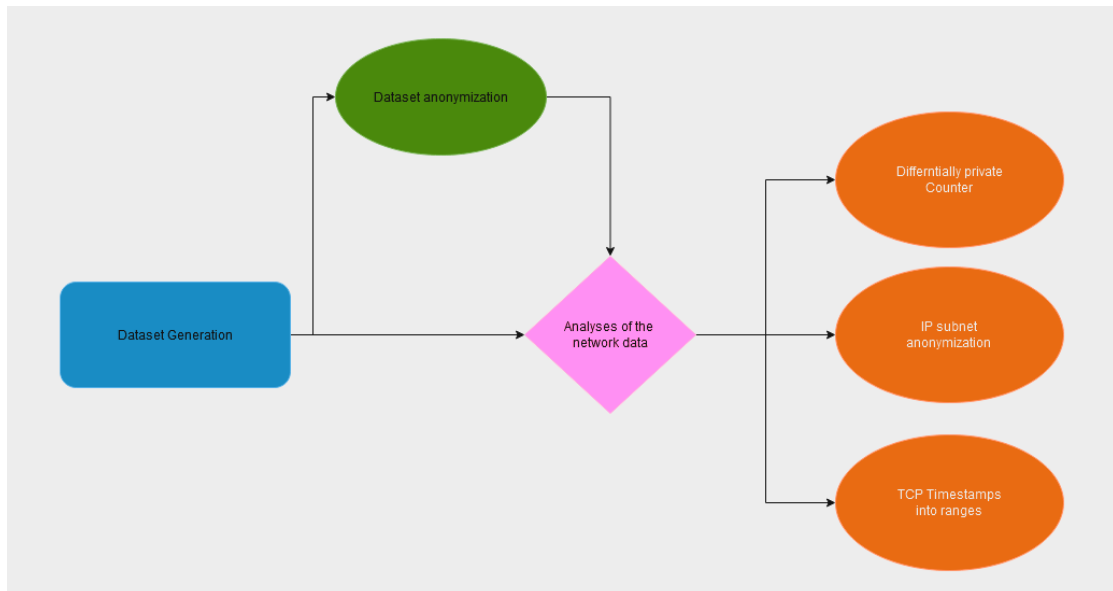 Dataset anonymization
Differntially private
Counter
Dataset Generation
Analyses of the
network data
IP subnet
anonymization
TCP Timestamps
into ranges